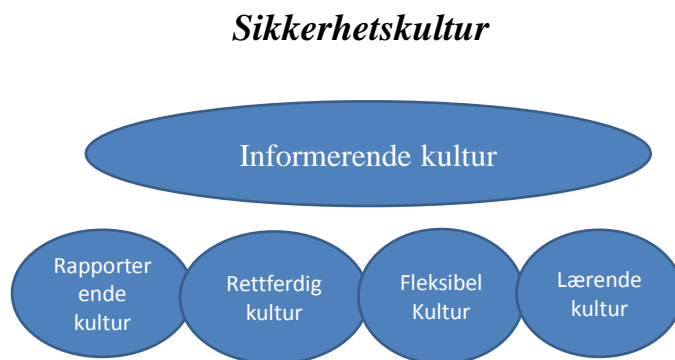 Sikkerhetskultur
Informerende kultur
Rapporter
ende
kultur
Rettferdig
kultur
Fleksibel
Kultur
Lærende
kultur